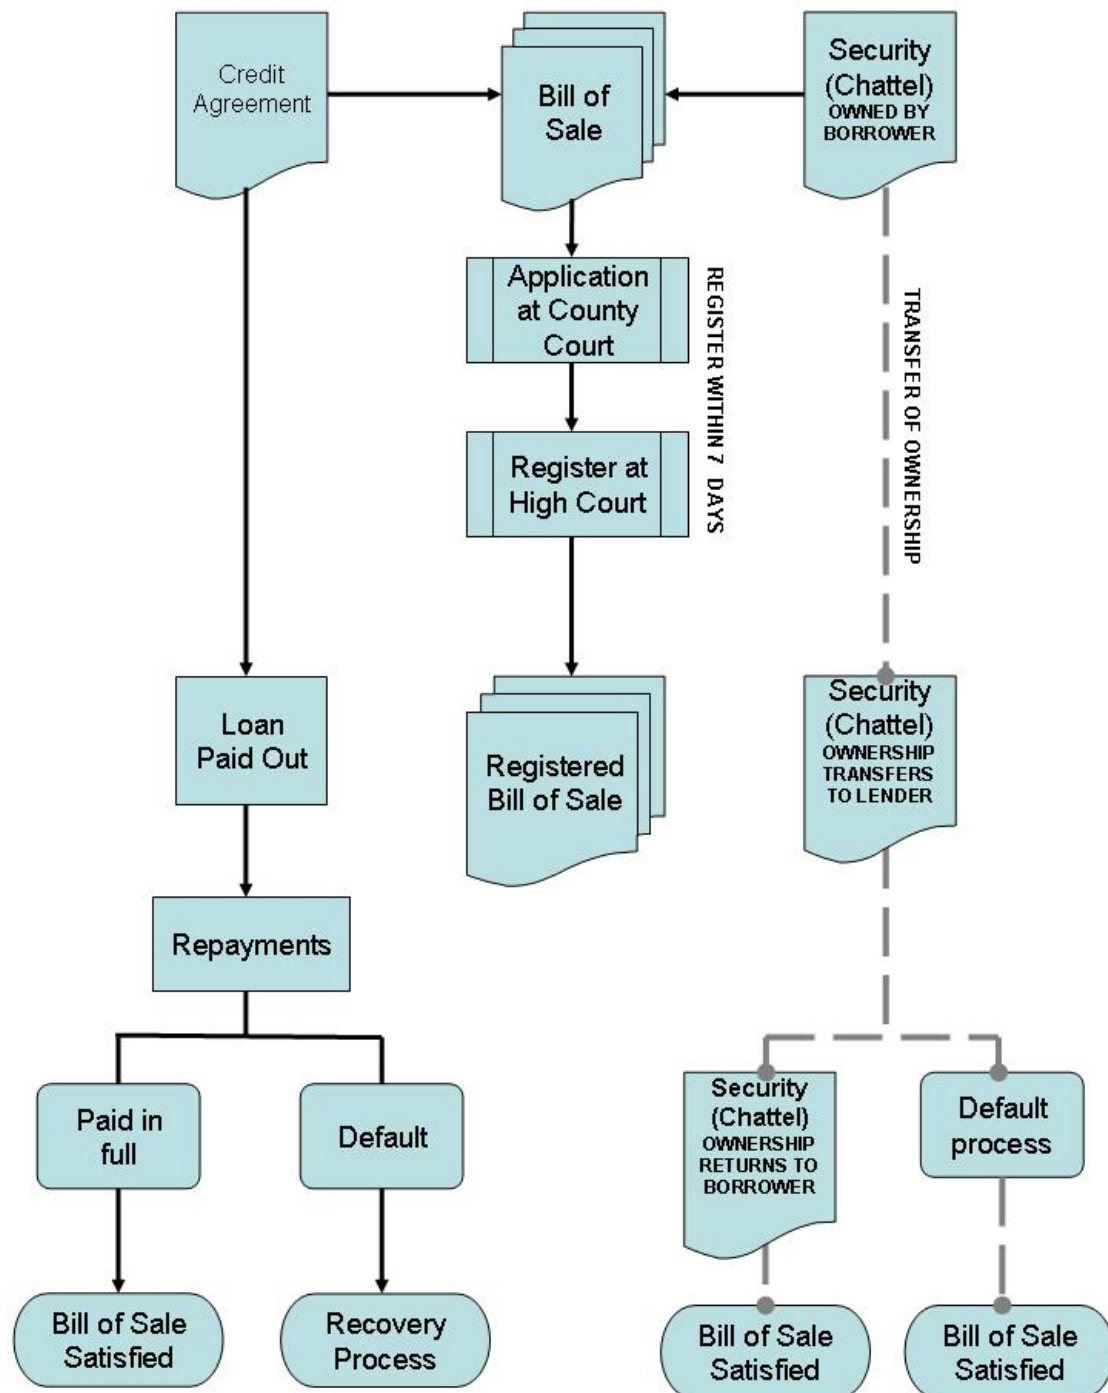 Credit
Agreement
Bill of
Sale
Security
(Chattel)
OWNED BY
BORROWER
Application
at County
Court
Register at
High Court
REGISTER WITHIN 7 DAYS
TRANSFER OF OWNERSHIP
Loan
Paid Out
Registered
Bill of Sale
Security
(Chattel)
OWNERSHIP
TRANSFERS
TO LENDER
Repayments
Paid in
full
Default
Security
(Chattel)
OWNERSHIP
RETURNS TO
BORROWER
Default
process
Bill of Sale
Satisfied
Recovery
Process
Bill of Sale
Satisfied
Bill of Sale
Satisfied